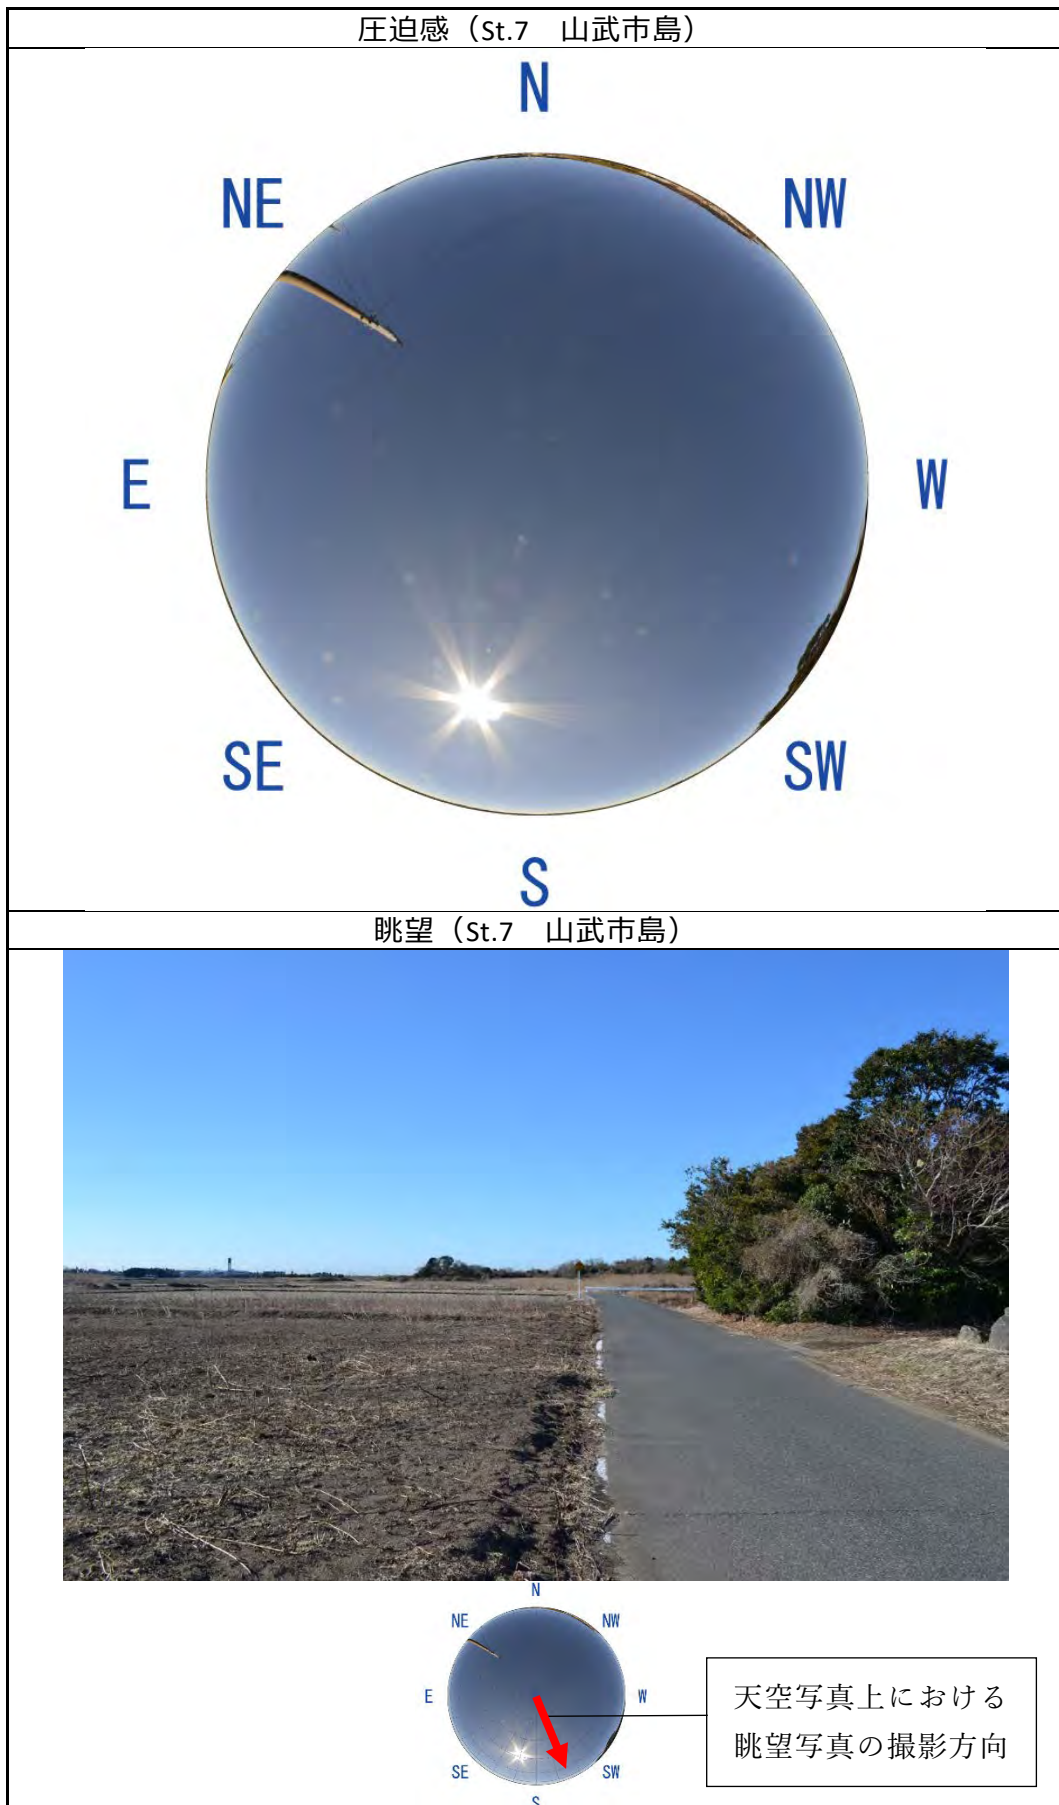 圧迫感（St.7　山武市島）
N
NE
NW
E
W
SE
SW
S
眺望（St.7　山武市島）
N
NE
NW
E
W
SE
SW
S
天空写真上における
眺望写真の撮影方向